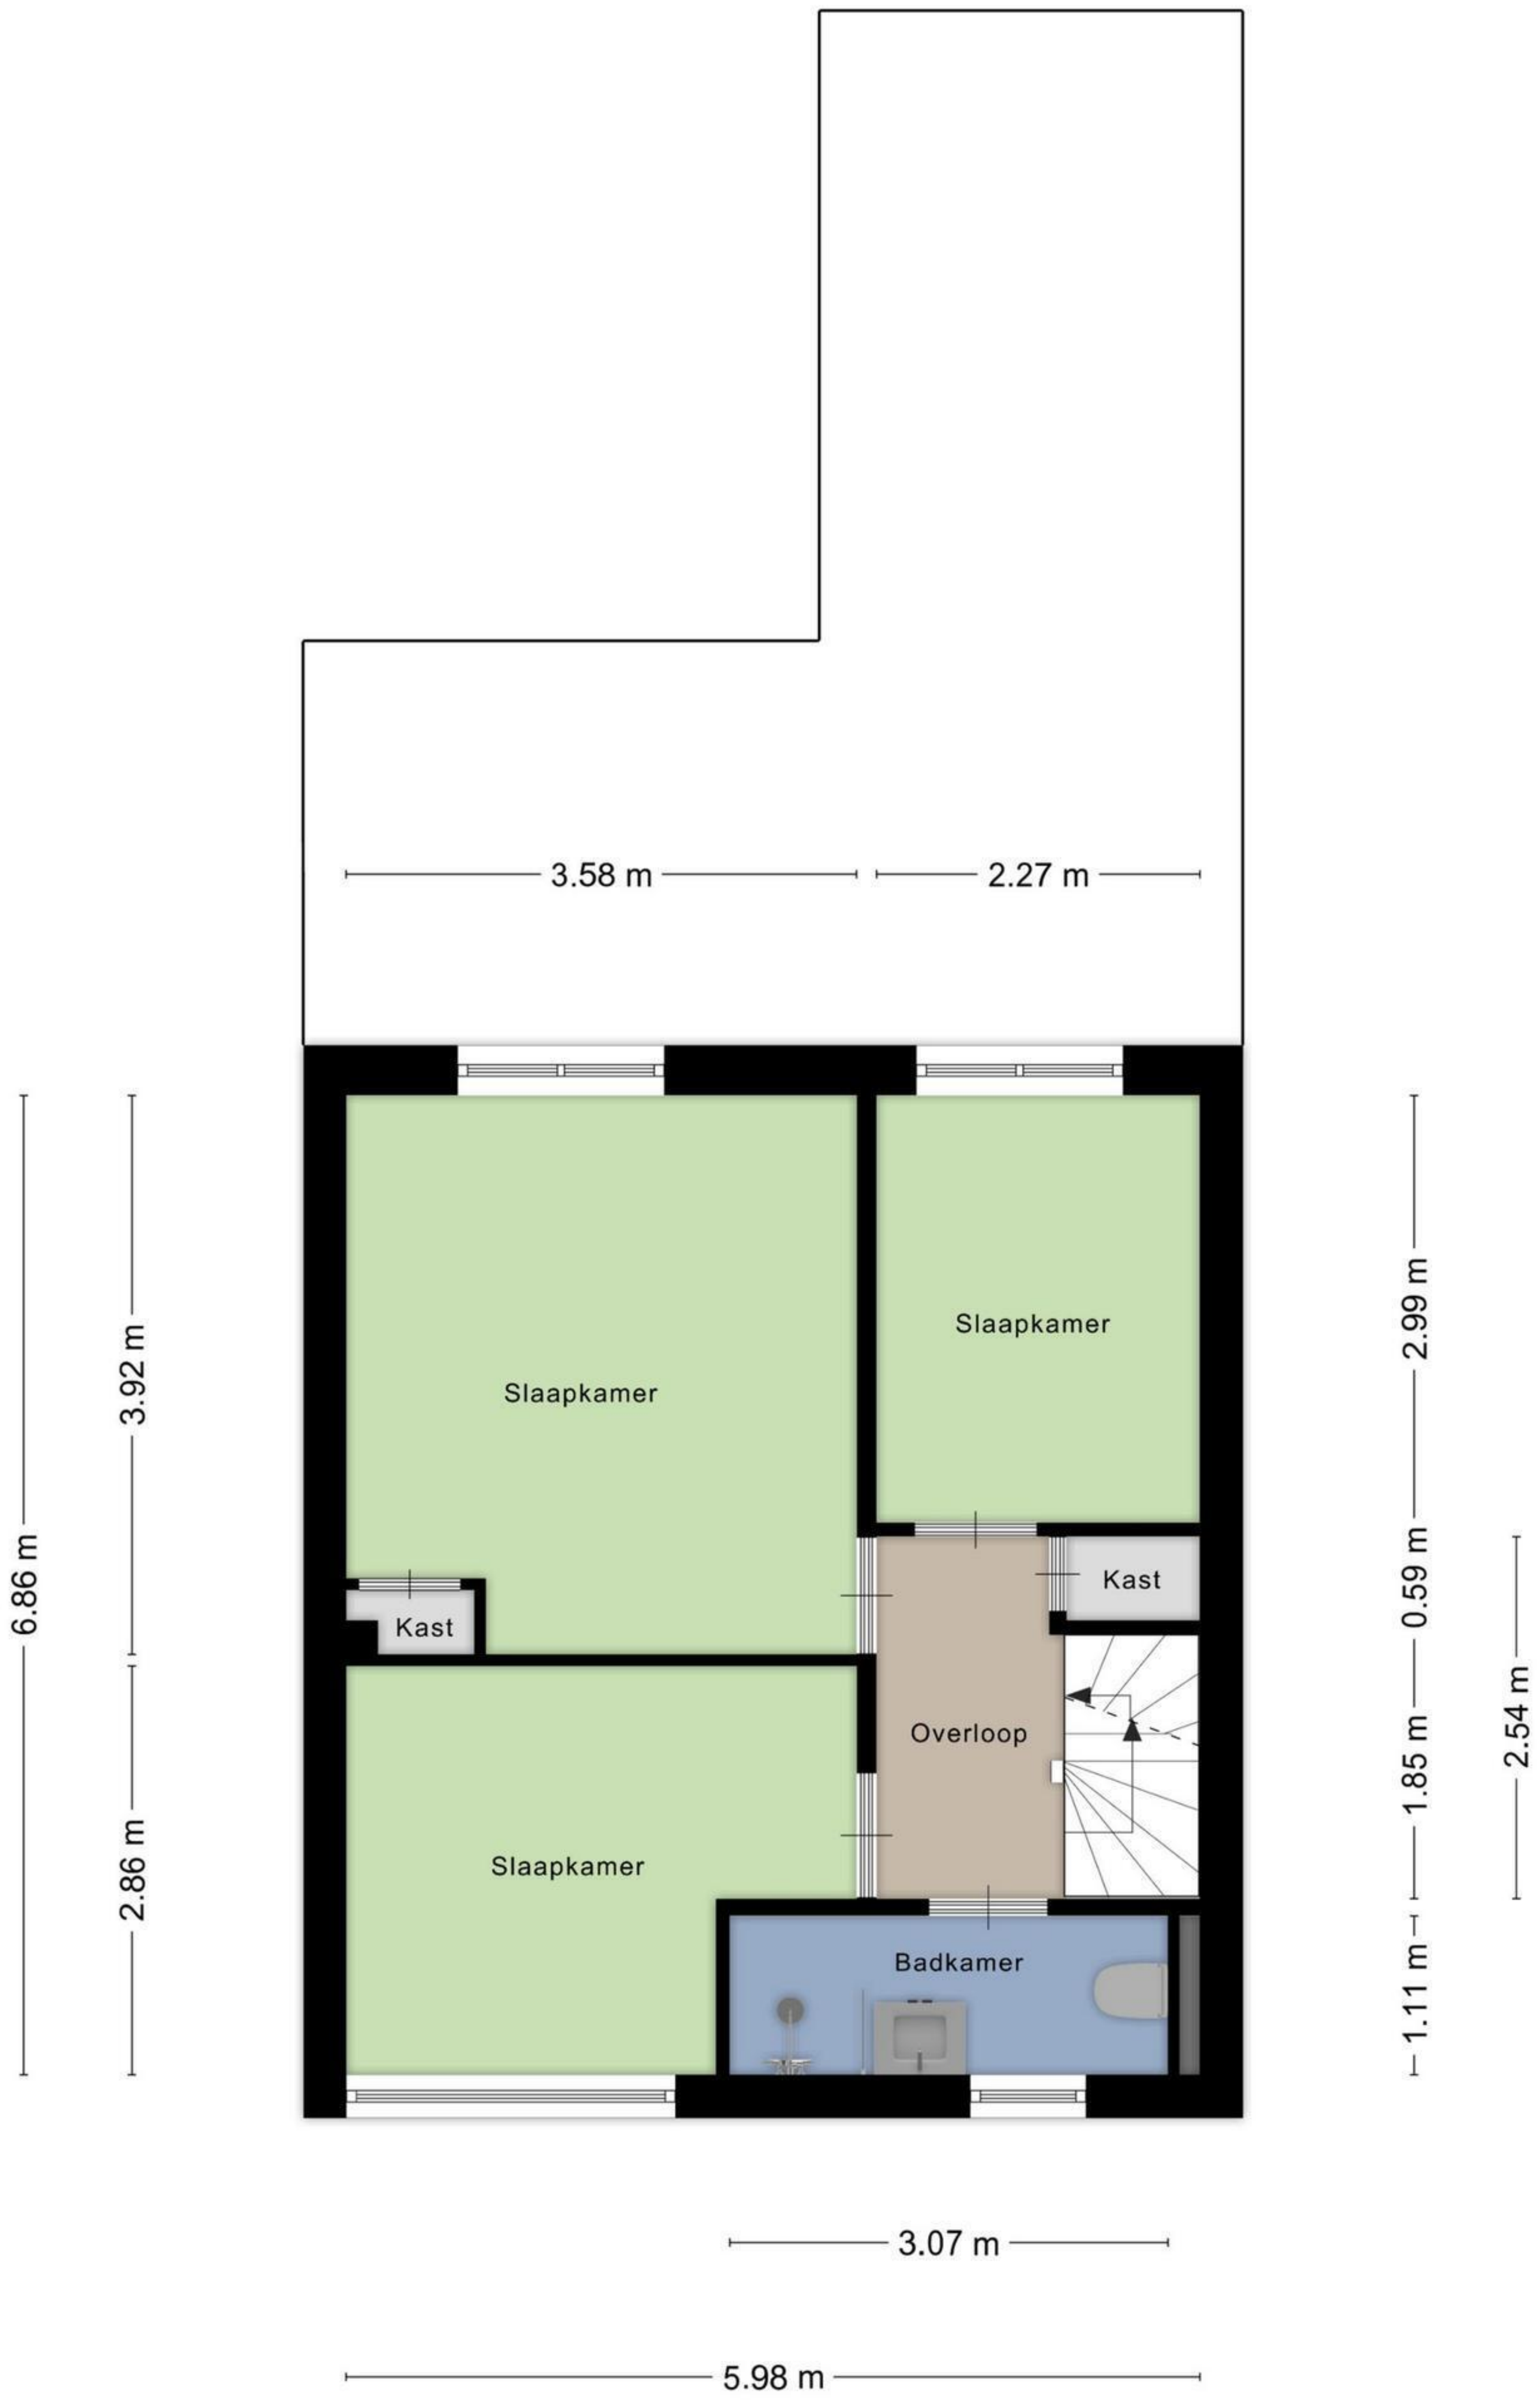 3.58 m
2.27 m
2.99 m
3.92 m
Slaapkamer
Slaapkamer
6.86 m
0.59 m
Kast
Kast
2.54 m
Overloop
1.85 m
2.86 m
Slaapkamer
Badkamer
1.11 m
3.07 m
5.98 m